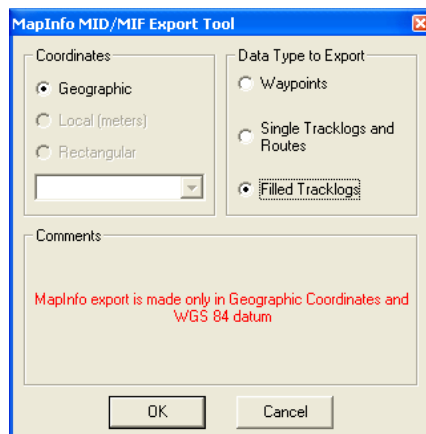 MapInfo MID/MIF Export Tool
Coordinates
Geographic
Local (meters)
Rectangular
Data Type to Export
Waypoints
Single Tracklogs and
Routes
Filled Tracklogs
Comments
MapInfo export is made only in Geographic Coordinates and
WGS 84 datum
OK
Cancel